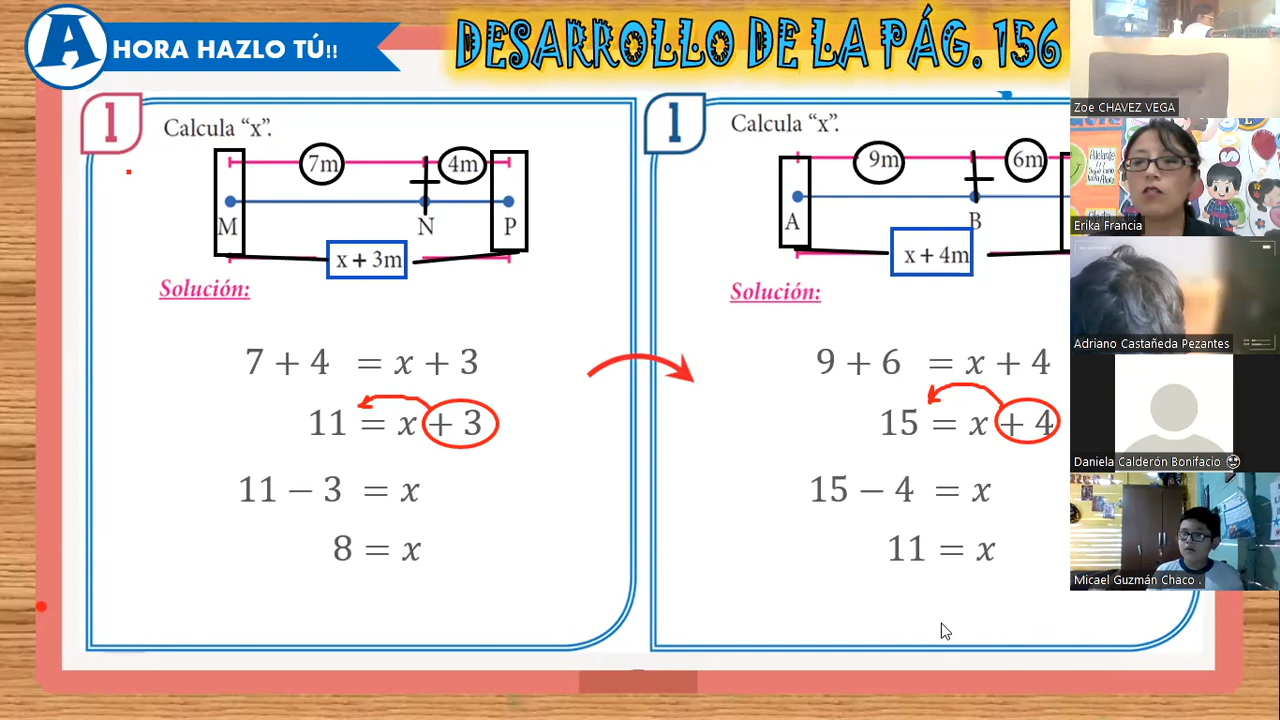 A
HORA HAZLO TÚ!!
DESARROLLO DE LA PÁG. 156
1
Calcula “x”.
7m
4m
M
N
P
x + 3m
Solución:
7 + 4 = x + 3
11 = x + 3
11 − 3 = x
8 = x
1
Calcula “x”.
9m
6m
A
B
x + 4m
Solución:
9 + 6 = x + 4
15 = x + 4
15 − 4 = x
11 = x
Zoe CHAVEZ VEGA
Erika Francia
Adriano Castañeda Pezantes
Daniela Calderón Bonifacio
Micael Guzmán Chaco .